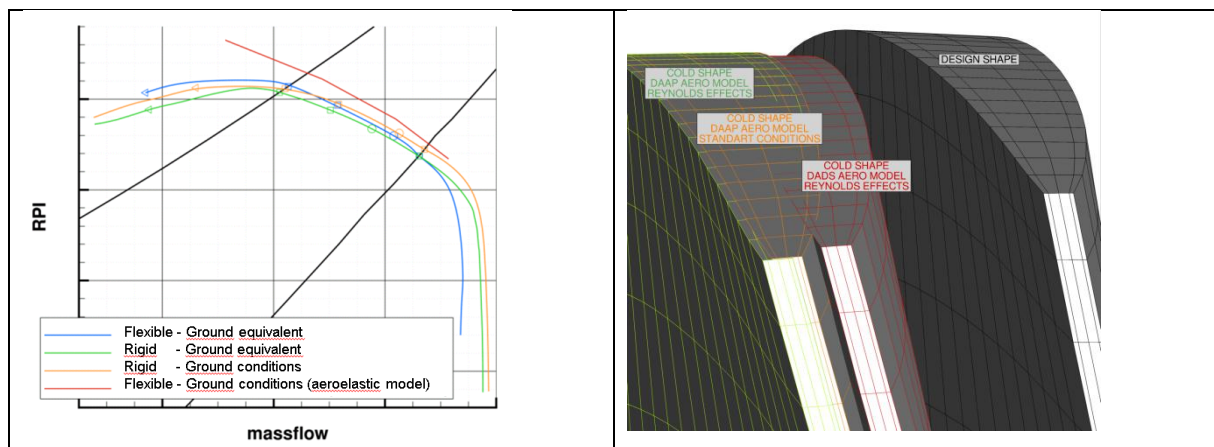 RPI
Flexible - Ground equivalent
Rigid - Ground equivalent
Rigid - Ground conditions
Flexible - Ground conditions (aeroelastic model)
massflow
DESIGN SHAPE
COLD SHAPE
DAAP AERO MODEL
REYNOLDS EFFECTS
COLD SHAPE
DAAP AERO MODEL
STANDART CONDITIONS
COLD SHAPE
DADS AERO MODEL
REYNOLDS EFFECTS